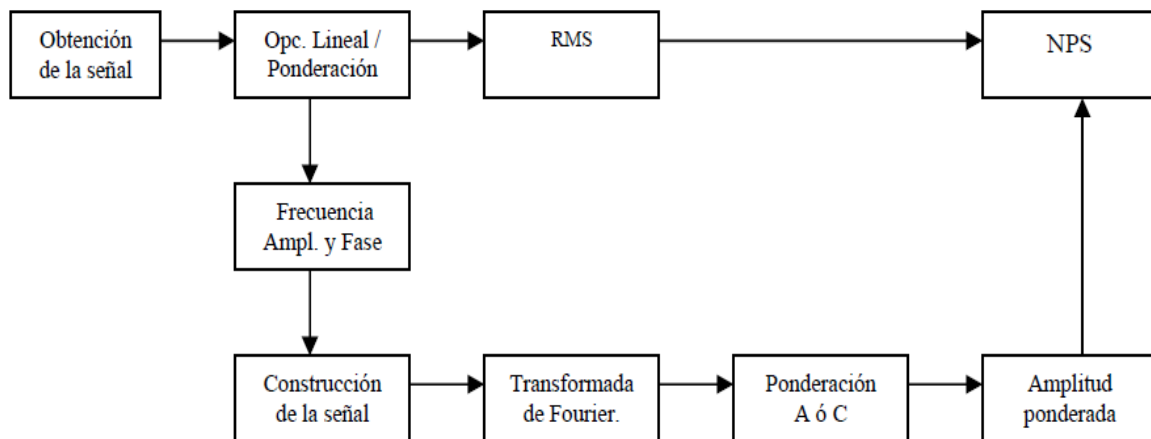 Obtención
de la señal
Opc. Lineal /
Ponderación
RMS
NPS
Frecuencia
Ampl. y Fase
Construcción
de la señal
Transformada
de Fourier.
Ponderación
A ó C
Amplitud
ponderada